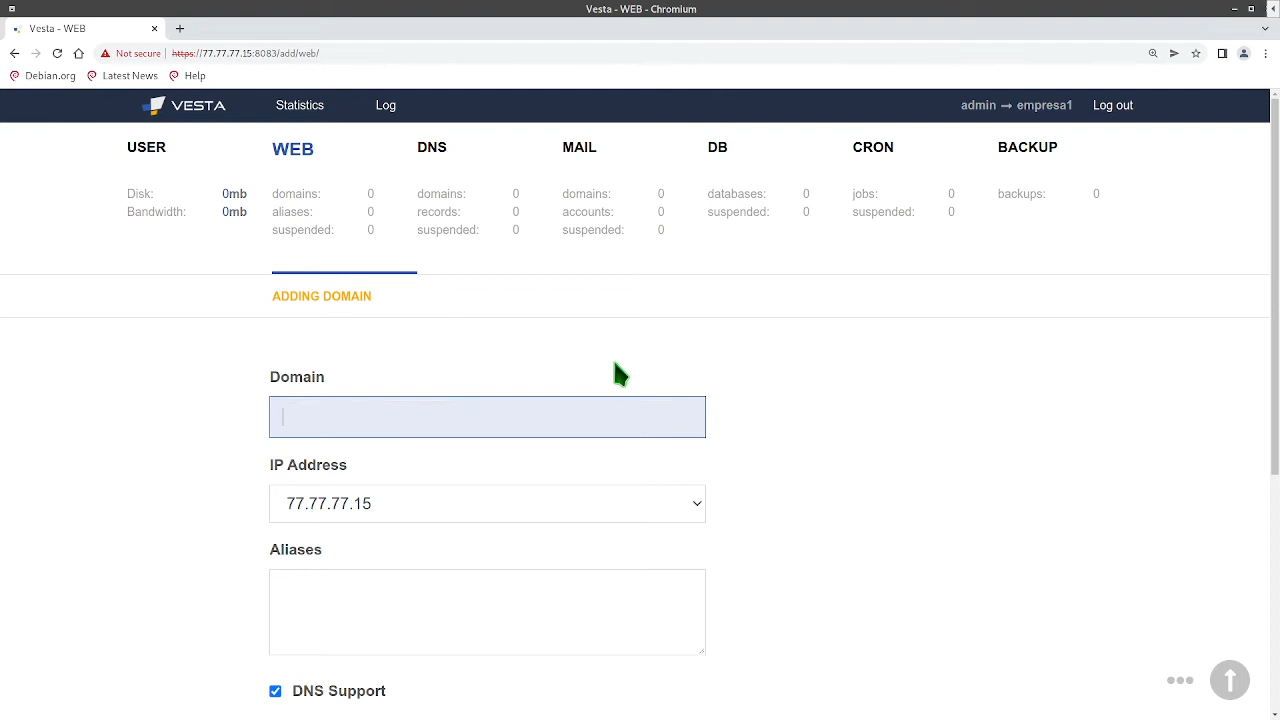 Vesta - WEB - Chromium
Vesta - WEB
Not secure | https://77.77.77.15:8083/add/web/
Debian.org Latest News Help
VESTA Statistics Log admin → empresa1 Log out
USER WEB DNS MAIL DB CRON BACKUP
Disk: 0mb domains: 0 domains: 0 domains: 0 databases: 0 jobs: 0 backups: 0
Bandwidth: 0mb aliases: 0 records: 0 accounts: 0 suspended: 0 suspended: 0
suspended: 0 suspended: 0 suspended: 0
ADDING DOMAIN
Domain
IP Address
77.77.77.15
Aliases
DNS Support